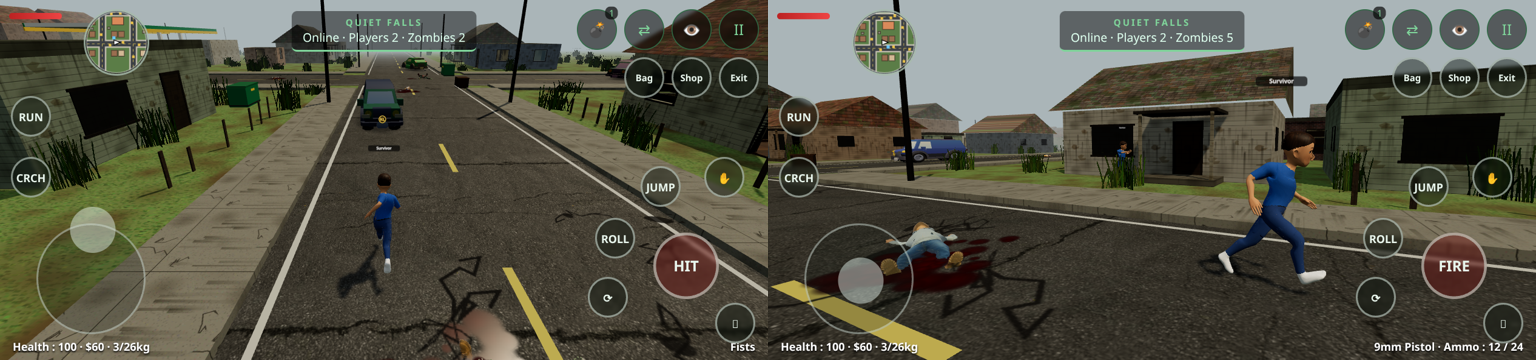 QUIET FALLS
Online · Players 2 · Zombies 2
1
II
Bag
Shop
Exit
RUN
CRCH
Survivor
JUMP
ROLL
HIT
Health : 100 · $60 · 3/26kg
Fists
QUIET FALLS
Online · Players 2 · Zombies 5
1
II
Bag
Shop
Exit
Survivor
RUN
CRCH
JUMP
ROLL
FIRE
Health : 100 · $60 · 3/26kg
9mm Pistol · Ammo : 12 / 24